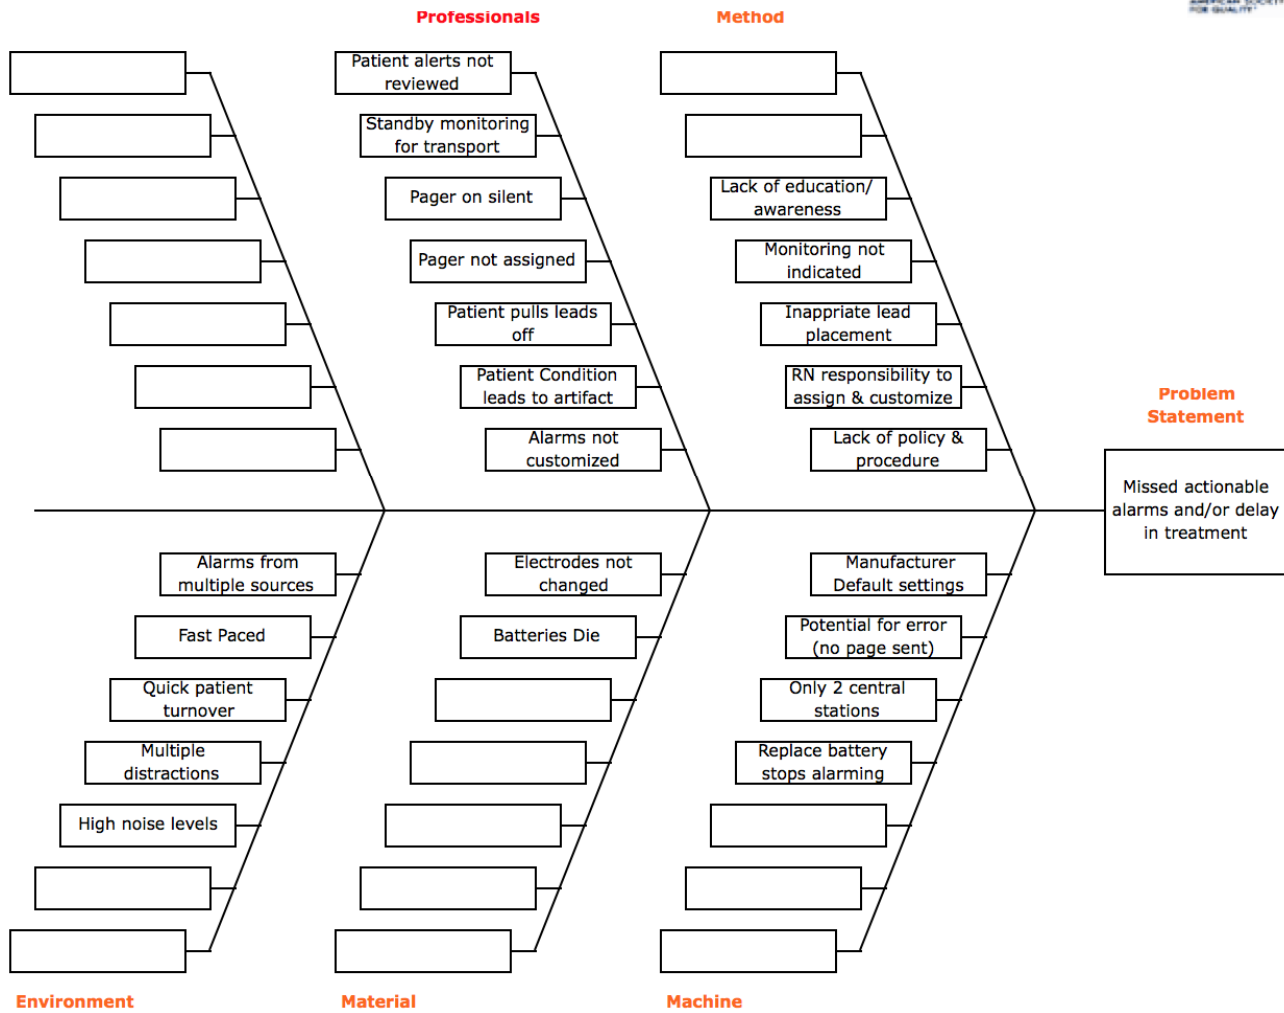 AMERICAN SOCIETY
FOR QUALITY
Professionals
Method
Patient alerts not
reviewed
Standby monitoring
for transport
Pager on silent
Pager not assigned
Patient pulls leads
off
Patient Condition
leads to artifact
Alarms not
customized
Lack of education/
awareness
Monitoring not
indicated
Inappriate lead
placement
RN responsibility to
assign & customize
Lack of policy &
procedure
Problem
Statement
Missed actionable
alarms and/or delay
in treatment
Alarms from
multiple sources
Fast Paced
Quick patient
turnover
Multiple
distractions
High noise levels
Electrodes not
changed
Batteries Die
Manufacturer
Default settings
Potential for error
(no page sent)
Only 2 central
stations
Replace battery
stops alarming
Environment
Material
Machine